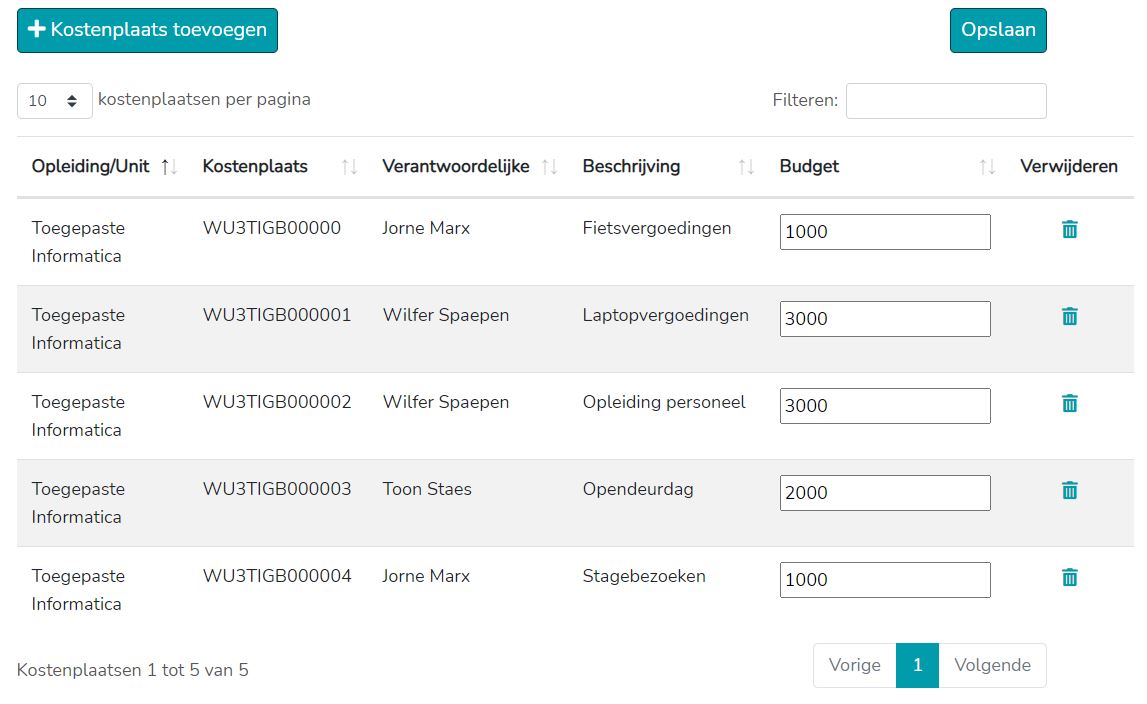 Kostenplaats toevoegen
Opslaan
10 kostenplaatsen per pagina
Filteren:
Opleiding/Unit Kostenplaats Verantwoordelijke Beschrijving Budget Verwijderen
Toegepaste Informatica WU3TIGB00000 Jorne Marx Fietsvergoedingen 1000
Toegepaste Informatica WU3TIGB000001 Wilfer Spaepen Laptopvergoedingen 3000
Toegepaste Informatica WU3TIGB000002 Wilfer Spaepen Opleiding personeel 3000
Toegepaste Informatica WU3TIGB000003 Toon Staes Opendeurdag 2000
Toegepaste Informatica WU3TIGB000004 Jorne Marx Stagebezoeken 1000
Kostenplaatsen 1 tot 5 van 5
Vorige 1 Volgende